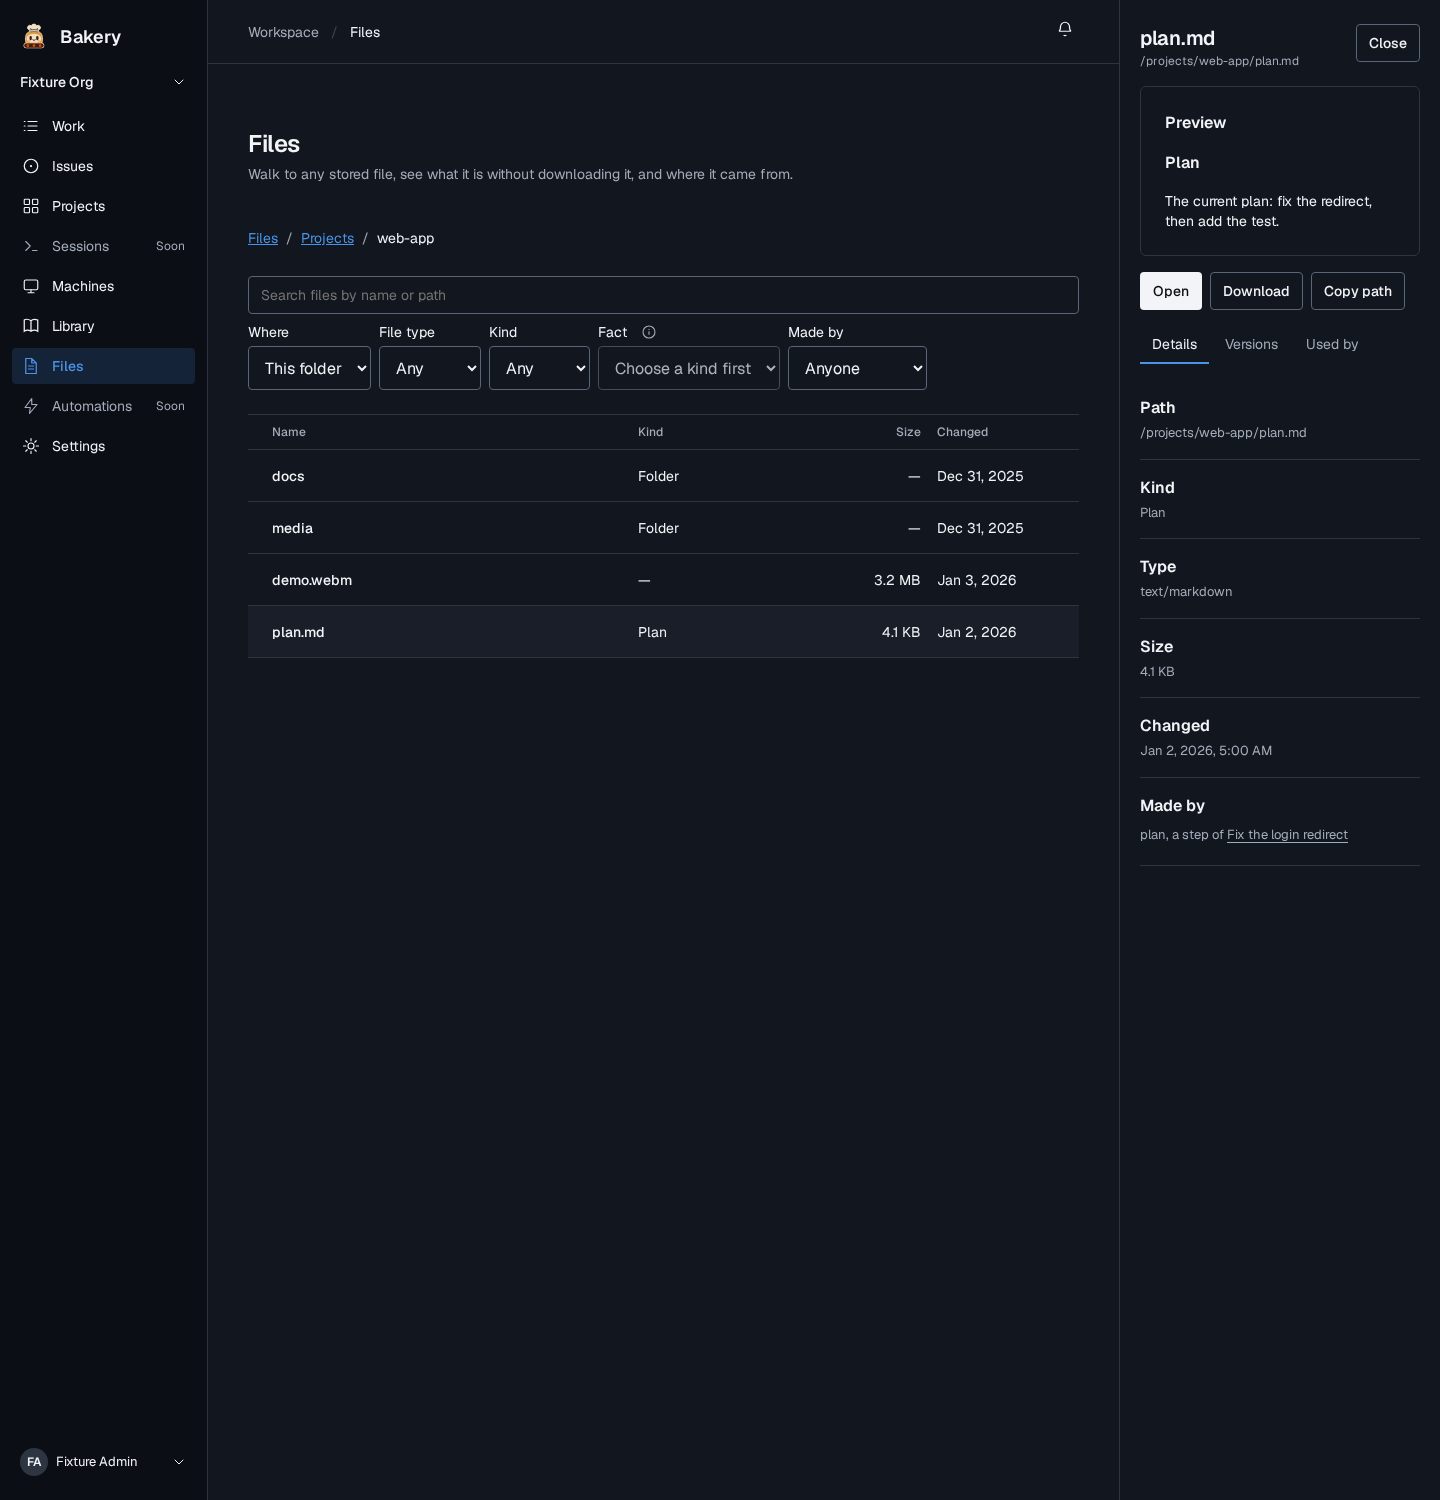 Bakery
Fixture Org
Work
Issues
Projects
Sessions Soon
Machines
Library
Files
Automations Soon
Settings
FA Fixture Admin
Workspace / Files
Files
Walk to any stored file, see what it is without downloading it, and where it came from.
Files / Projects / web-app
Search files by name or path
Where File type Kind Fact Made by
This folder Any Any Choose a kind first Anyone
Name Kind Size Changed
docs Folder — Dec 31, 2025
media Folder — Dec 31, 2025
demo.webm — 3.2 MB Jan 3, 2026
plan.md Plan 4.1 KB Jan 2, 2026
plan.md
/projects/web-app/plan.md
Close
Preview
Plan
The current plan: fix the redirect,
then add the test.
Open Download Copy path
Details Versions Used by
Path
/projects/web-app/plan.md
Kind
Plan
Type
text/markdown
Size
4.1 KB
Changed
Jan 2, 2026, 5:00 AM
Made by
plan, a step of Fix the login redirect